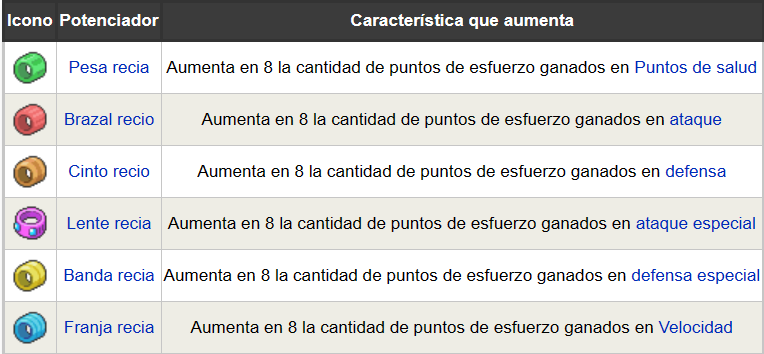 Icono Potenciador Característica que aumenta
Pesa recia Aumenta en 8 la cantidad de puntos de esfuerzo ganados en Puntos de salud
Brazal recio Aumenta en 8 la cantidad de puntos de esfuerzo ganados en ataque
Cinto recio Aumenta en 8 la cantidad de puntos de esfuerzo ganados en defensa
Lente recia Aumenta en 8 la cantidad de puntos de esfuerzo ganados en ataque especial
Banda recia Aumenta en 8 la cantidad de puntos de esfuerzo ganados en defensa especial
Franja recia Aumenta en 8 la cantidad de puntos de esfuerzo ganados en Velocidad